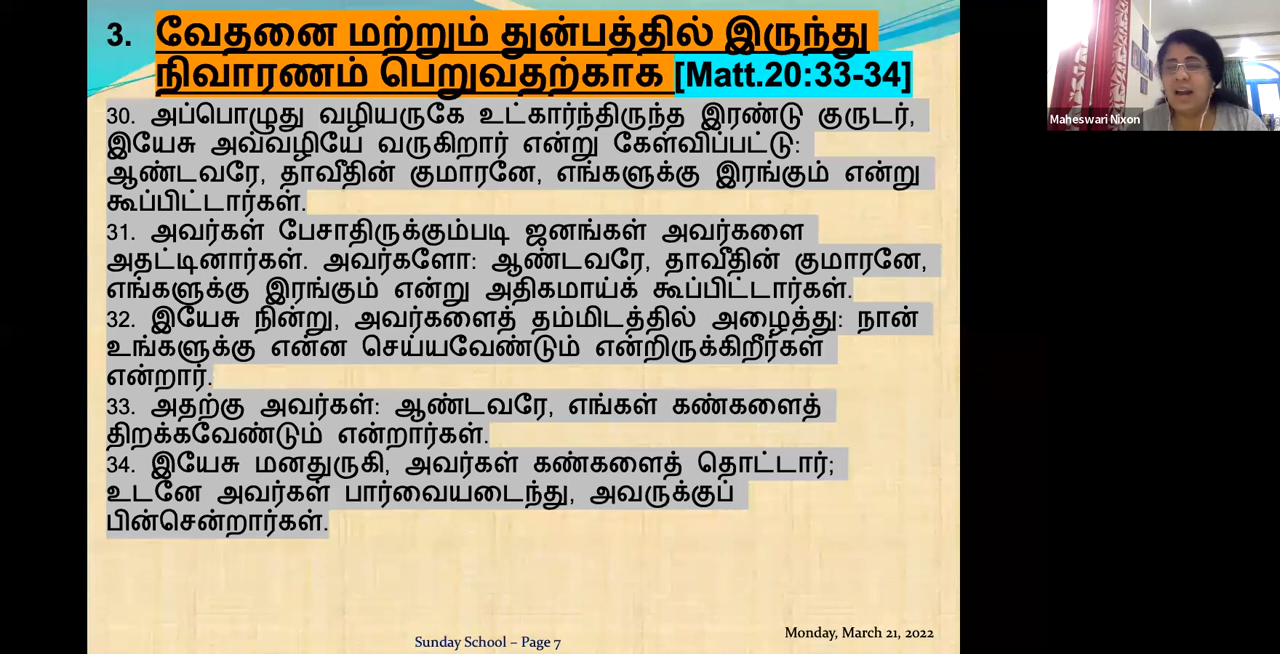 3. வேதனை மற்றும் துன்பத்தில் இருந்து
நிவாரணம் பெறுவதற்காக [Matt.20:33-34]
30. அப்பொழுது வழியருகே உட்கார்ந்திருந்த இரண்டு குருடர்,
இயேசு அவ்வழியே வருகிறார் என்று கேள்விப்பட்டு:
ஆண்டவரே, தாவீதின் குமாரனே, எங்களுக்கு இரங்கும் என்று
கூப்பிட்டார்கள்.
31. அவர்கள் பேசாதிருக்கும்படி ஜனங்கள் அவர்களை
அதட்டினார்கள். அவர்களோ: ஆண்டவரே, தாவீதின் குமாரனே,
எங்களுக்கு இரங்கும் என்று அதிகமாய்க் கூப்பிட்டார்கள்.
32. இயேசு நின்று, அவர்களைத் தம்மிடத்தில் அழைத்து: நான்
உங்களுக்கு என்ன செய்யவேண்டும் என்றிருக்கிறீர்கள்
என்றார்.
33. அதற்கு அவர்கள்: ஆண்டவரே, எங்கள் கண்களைத்
திறக்கவேண்டும் என்றார்கள்.
34. இயேசு மனதுருகி, அவர்கள் கண்களைத் தொட்டார்;
உடனே அவர்கள் பார்வையடைந்து, அவருக்குப்
பின்சென்றார்கள்.
Sunday School – Page 7
Monday, March 21, 2022
Maheswari Nixon